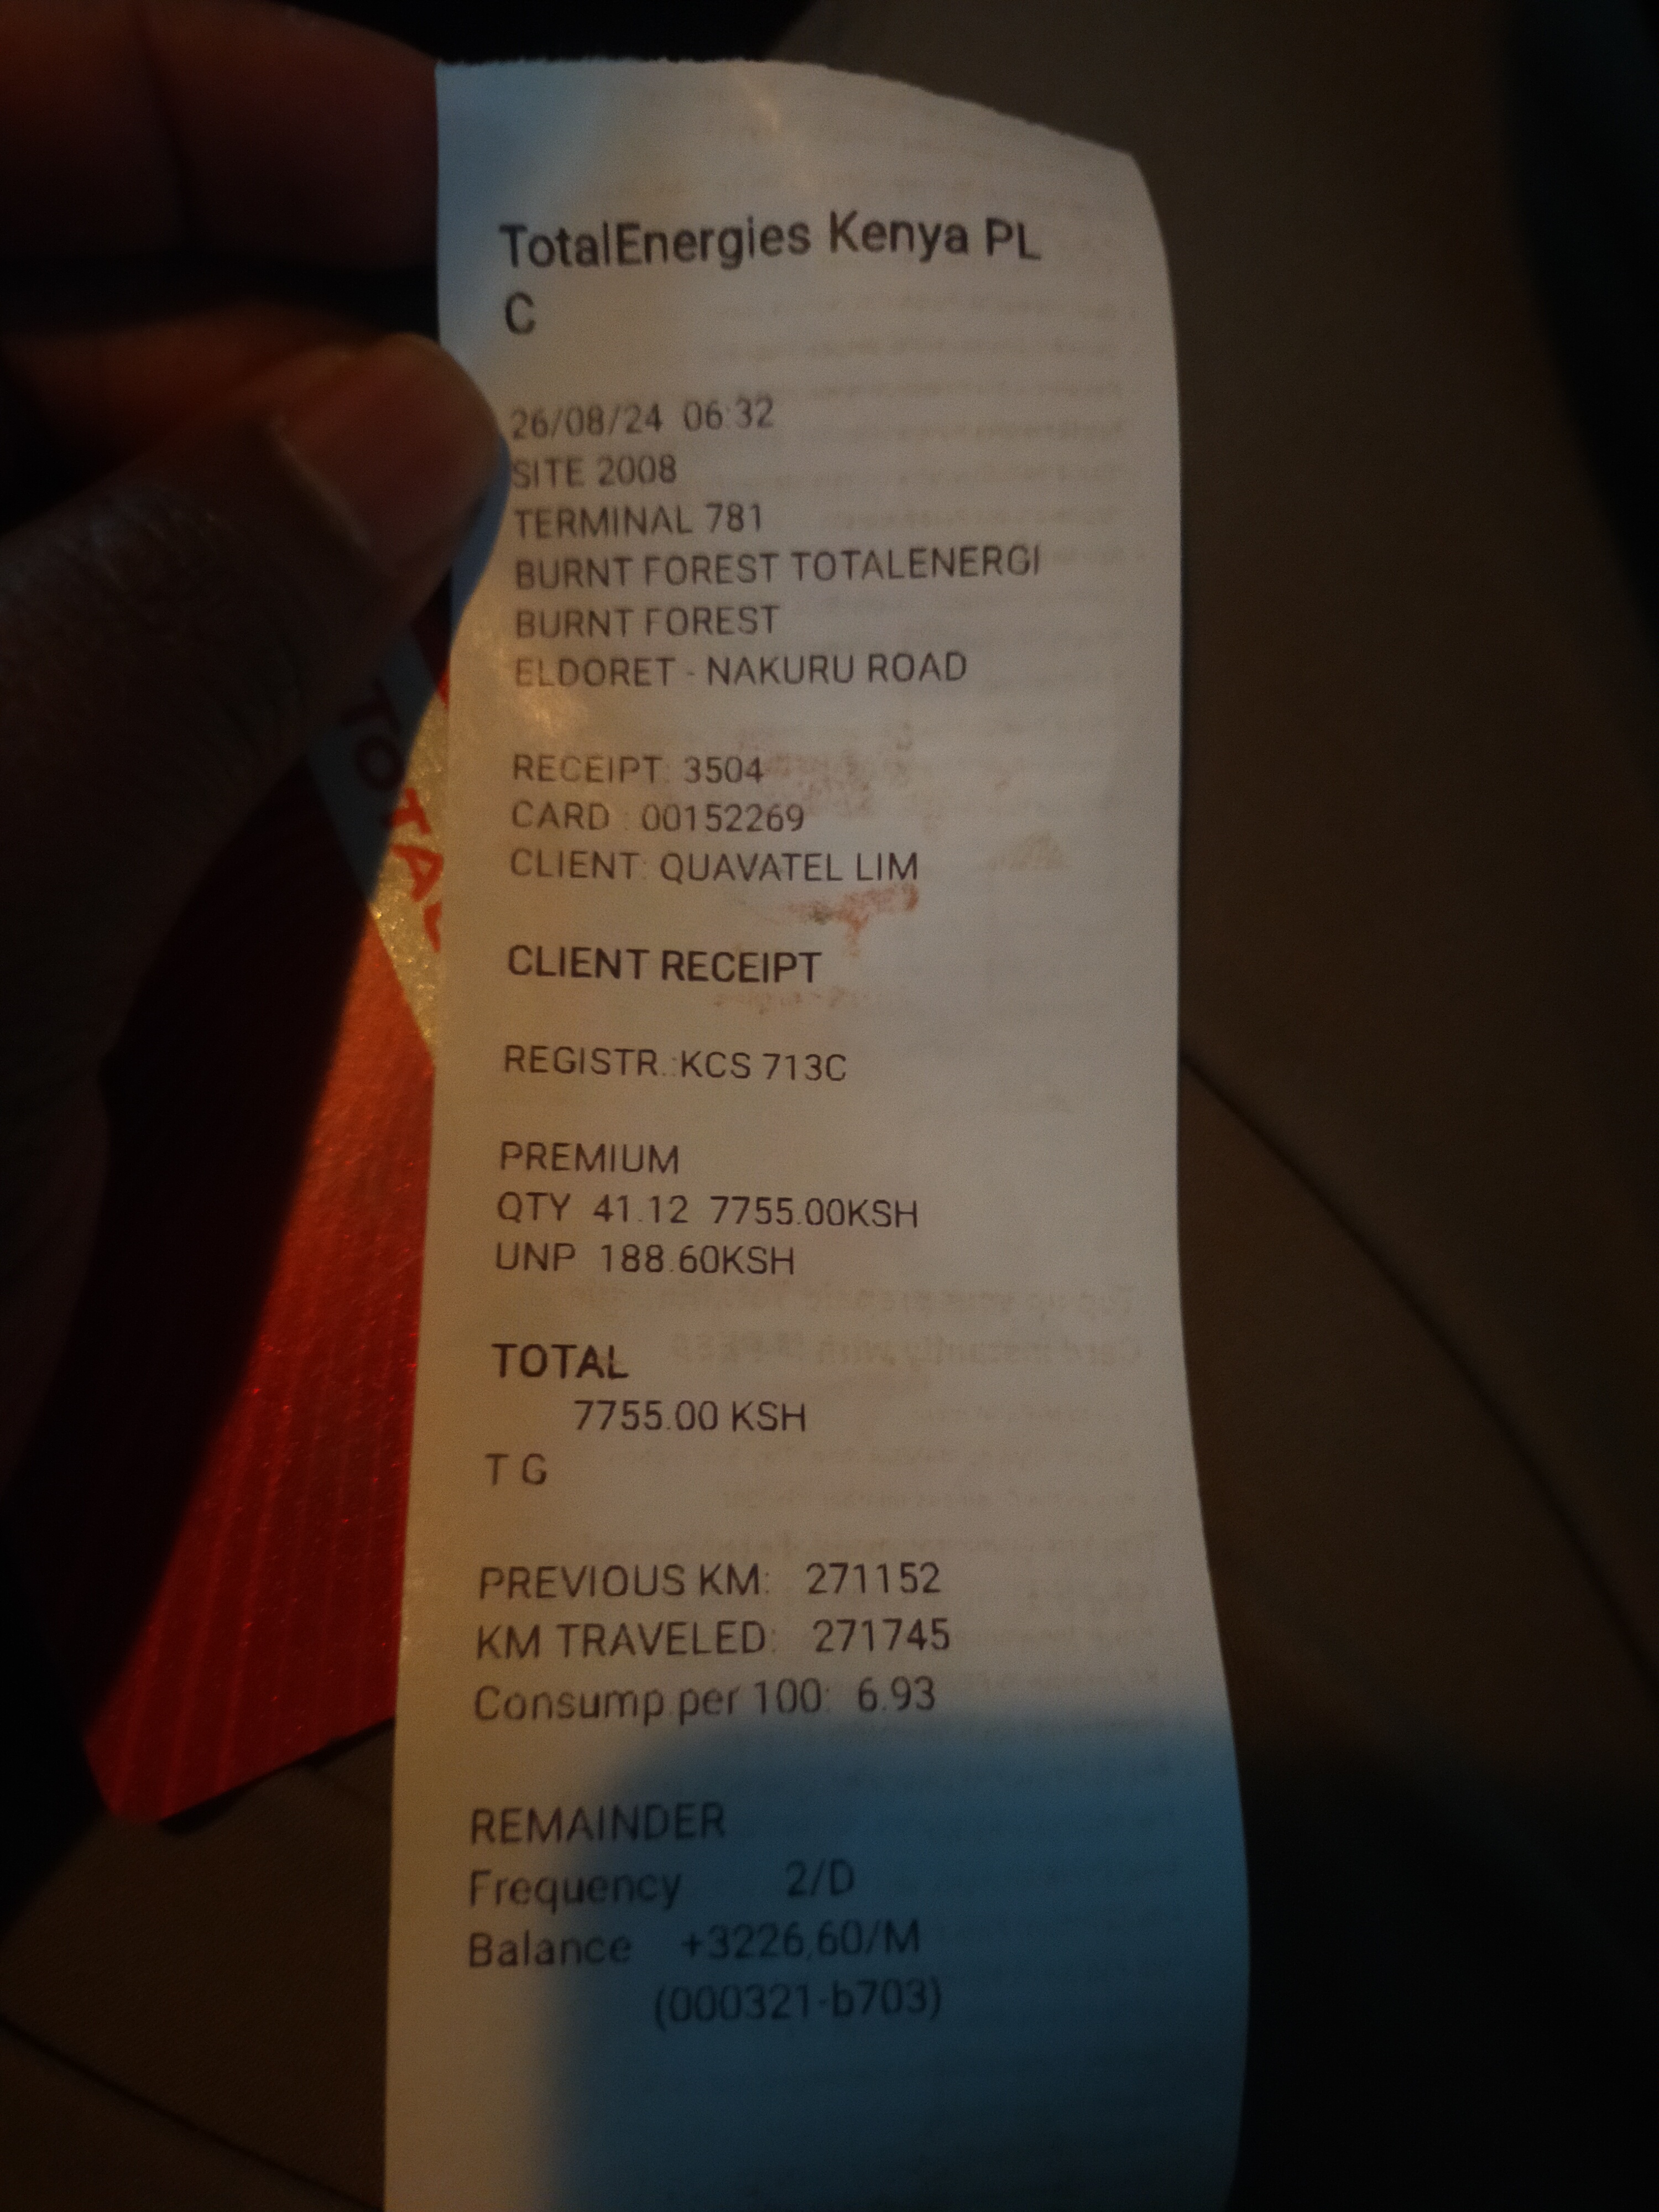 TotalEnergies Kenya PL
C
26/08/24 06:32
SITE 2008
TERMINAL 781
BURNT FOREST TOTALENERGI
BURNT FOREST
ELDORET - NAKURU ROAD
RECEIPT: 3504
CARD : 00152269
CLIENT: QUAVATEL LIM
CLIENT RECEIPT
REGISTR.:KCS 713C
PREMIUM
QTY 41.12 7755.00KSH
UNP 188.60KSH
TOTAL
7755.00 KSH
T G
PREVIOUS KM: 271152
KM TRAVELED: 271745
Consump.per 100: 6.93
REMAINDER
Frequency 2/D
Balance +3226,60/M
(000321-b703)
TOTAL